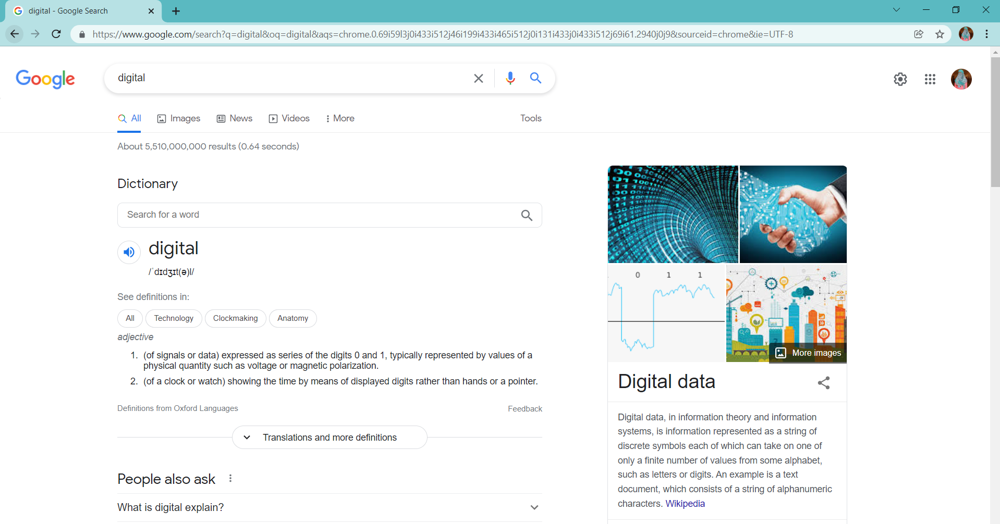 digital - Google Search
https://www.google.com/search?q=digital&oq=digital&aqs=chrome.0.69i59l3j0i433i512j46i199i433i465i512j0i131i433j0i433i512j69i61.2940j0j9&sourceid=chrome&ie=UTF-8
Google
digital
All Images News Videos More Tools
About 5,510,000,000 results (0.64 seconds)
Dictionary
Search for a word
digital
/ˈdɪdʒɪt(ə)l/
See definitions in:
All Technology Clockmaking Anatomy
adjective
1. (of signals or data) expressed as series of the digits 0 and 1, typically represented by values of a
physical quantity such as voltage or magnetic polarization.
2. (of a clock or watch) showing the time by means of displayed digits rather than hands or a pointer.
Definitions from Oxford Languages Feedback
Translations and more definitions
People also ask
What is digital explain?
0 1 1
More images
Digital data
Digital data, in information theory and information
systems, is information represented as a string of
discrete symbols each of which can take on one of
only a finite number of values from some alphabet,
such as letters or digits. An example is a text
document, which consists of a string of alphanumeric
characters. Wikipedia